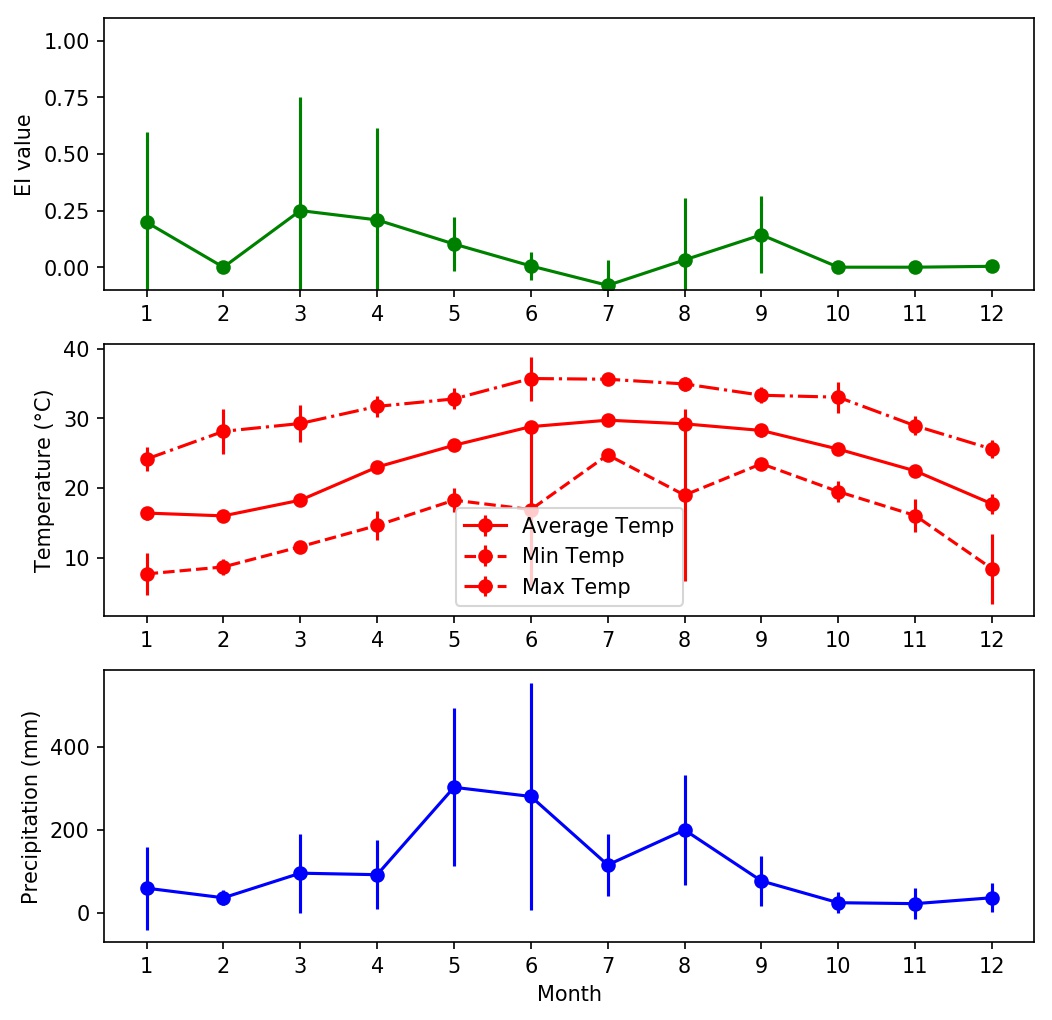 EI value
1.00
0.75
0.50
0.25
0.00
1 2 3 4 5 6 7 8 9 10 11 12
Temperature (°C)
40
30
20
10
Average Temp
Min Temp
Max Temp
1 2 3 4 5 6 7 8 9 10 11 12
Precipitation (mm)
400
200
0
1 2 3 4 5 6 7 8 9 10 11 12
Month